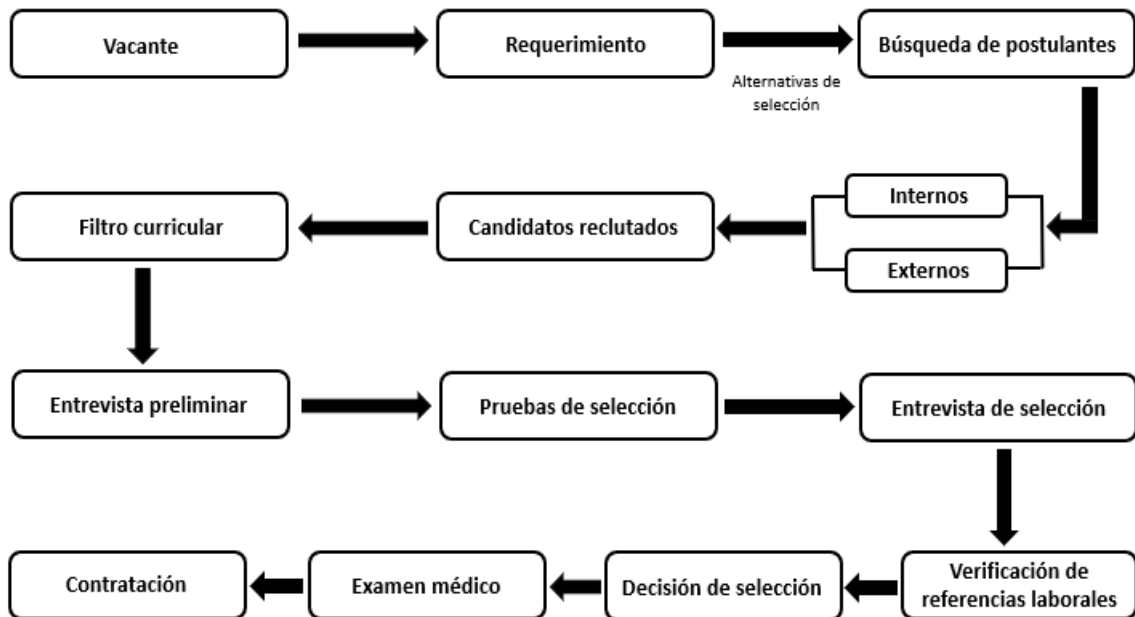 Vacante
Requerimiento
Alternativas de
selección
Búsqueda de postulantes
Internos
Externos
Candidatos reclutados
Filtro curricular
Entrevista preliminar
Pruebas de selección
Entrevista de selección
Verificación de
referencias laborales
Decisión de selección
Examen médico
Contratación